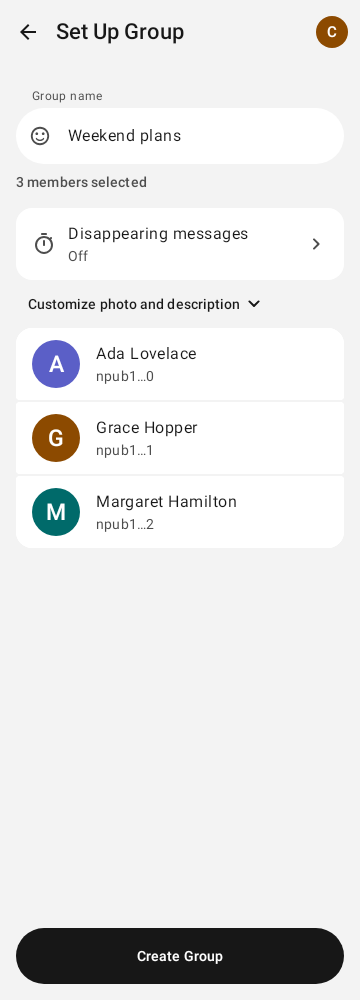 Set Up Group
C
Group name
Weekend plans
3 members selected
Disappearing messages
Off
Customize photo and description
A
Ada Lovelace
npub1…0
G
Grace Hopper
npub1…1
M
Margaret Hamilton
npub1…2
Create Group